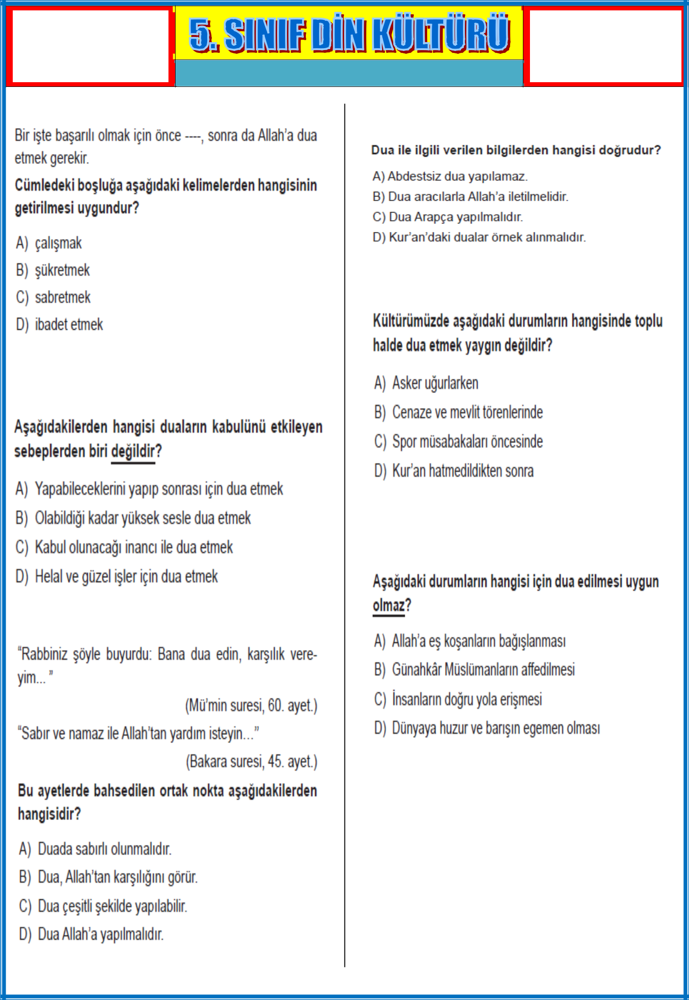 5. SINIF DİN KÜLTÜRÜ
Bir işte başarılı olmak için önce ----, sonra da Allah’a dua
etmek gerekir.
Cümledeki boşluğa aşağıdaki kelimelerden hangisinin
getirilmesi uygundur?
A) çalışmak
B) şükretmek
C) sabretmek
D) ibadet etmek
Aşağıdakilerden hangisi duaların kabulünü etkileyen
sebeplerden biri değildir?
A) Yapabileceklerini yapıp sonrası için dua etmek
B) Olabildiği kadar yüksek sesle dua etmek
C) Kabul olunacağı inancı ile dua etmek
D) Helal ve güzel işler için dua etmek
“Rabbiniz şöyle buyurdu: Bana dua edin, karşılık vere-
yim... ”
(Mü’min suresi, 60. ayet.)
“Sabır ve namaz ile Allah’tan yardım isteyin…”
(Bakara suresi, 45. ayet.)
Bu ayetlerde bahsedilen ortak nokta aşağıdakilerden
hangisidir?
A) Duada sabırlı olunmalıdır.
B) Dua, Allah’tan karşılığını görür.
C) Dua çeşitli şekilde yapılabilir.
D) Dua Allah’a yapılmalıdır.
Dua ile ilgili verilen bilgilerden hangisi doğrudur?
A) Abdestsiz dua yapılamaz.
B) Dua aracılarla Allah’a iletilmelidir.
C) Dua Arapça yapılmalıdır.
D) Kur’an’daki dualar örnek alınmalıdır.
Kültürümüzde aşağıdaki durumların hangisinde toplu
halde dua etmek yaygın değildir?
A) Asker uğurlarken
B) Cenaze ve mevlit törenlerinde
C) Spor müsabakaları öncesinde
D) Kur’an hatmedildikten sonra
Aşağıdaki durumların hangisi için dua edilmesi uygun
olmaz?
A) Allah’a eş koşanların bağışlanması
B) Günahkâr Müslümanların affedilmesi
C) İnsanların doğru yola erişmesi
D) Dünyaya huzur ve barışın egemen olması